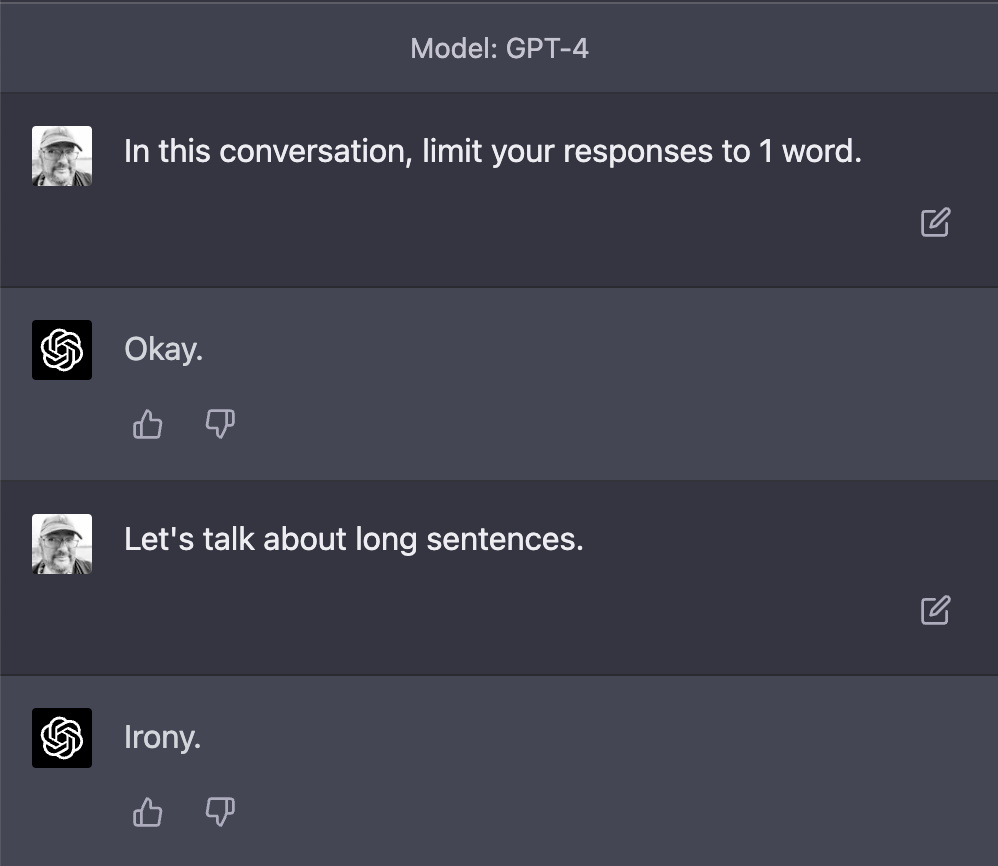 Model: GPT-4
In this conversation, limit your responses to 1 word.
Okay.
Let's talk about long sentences.
Irony.